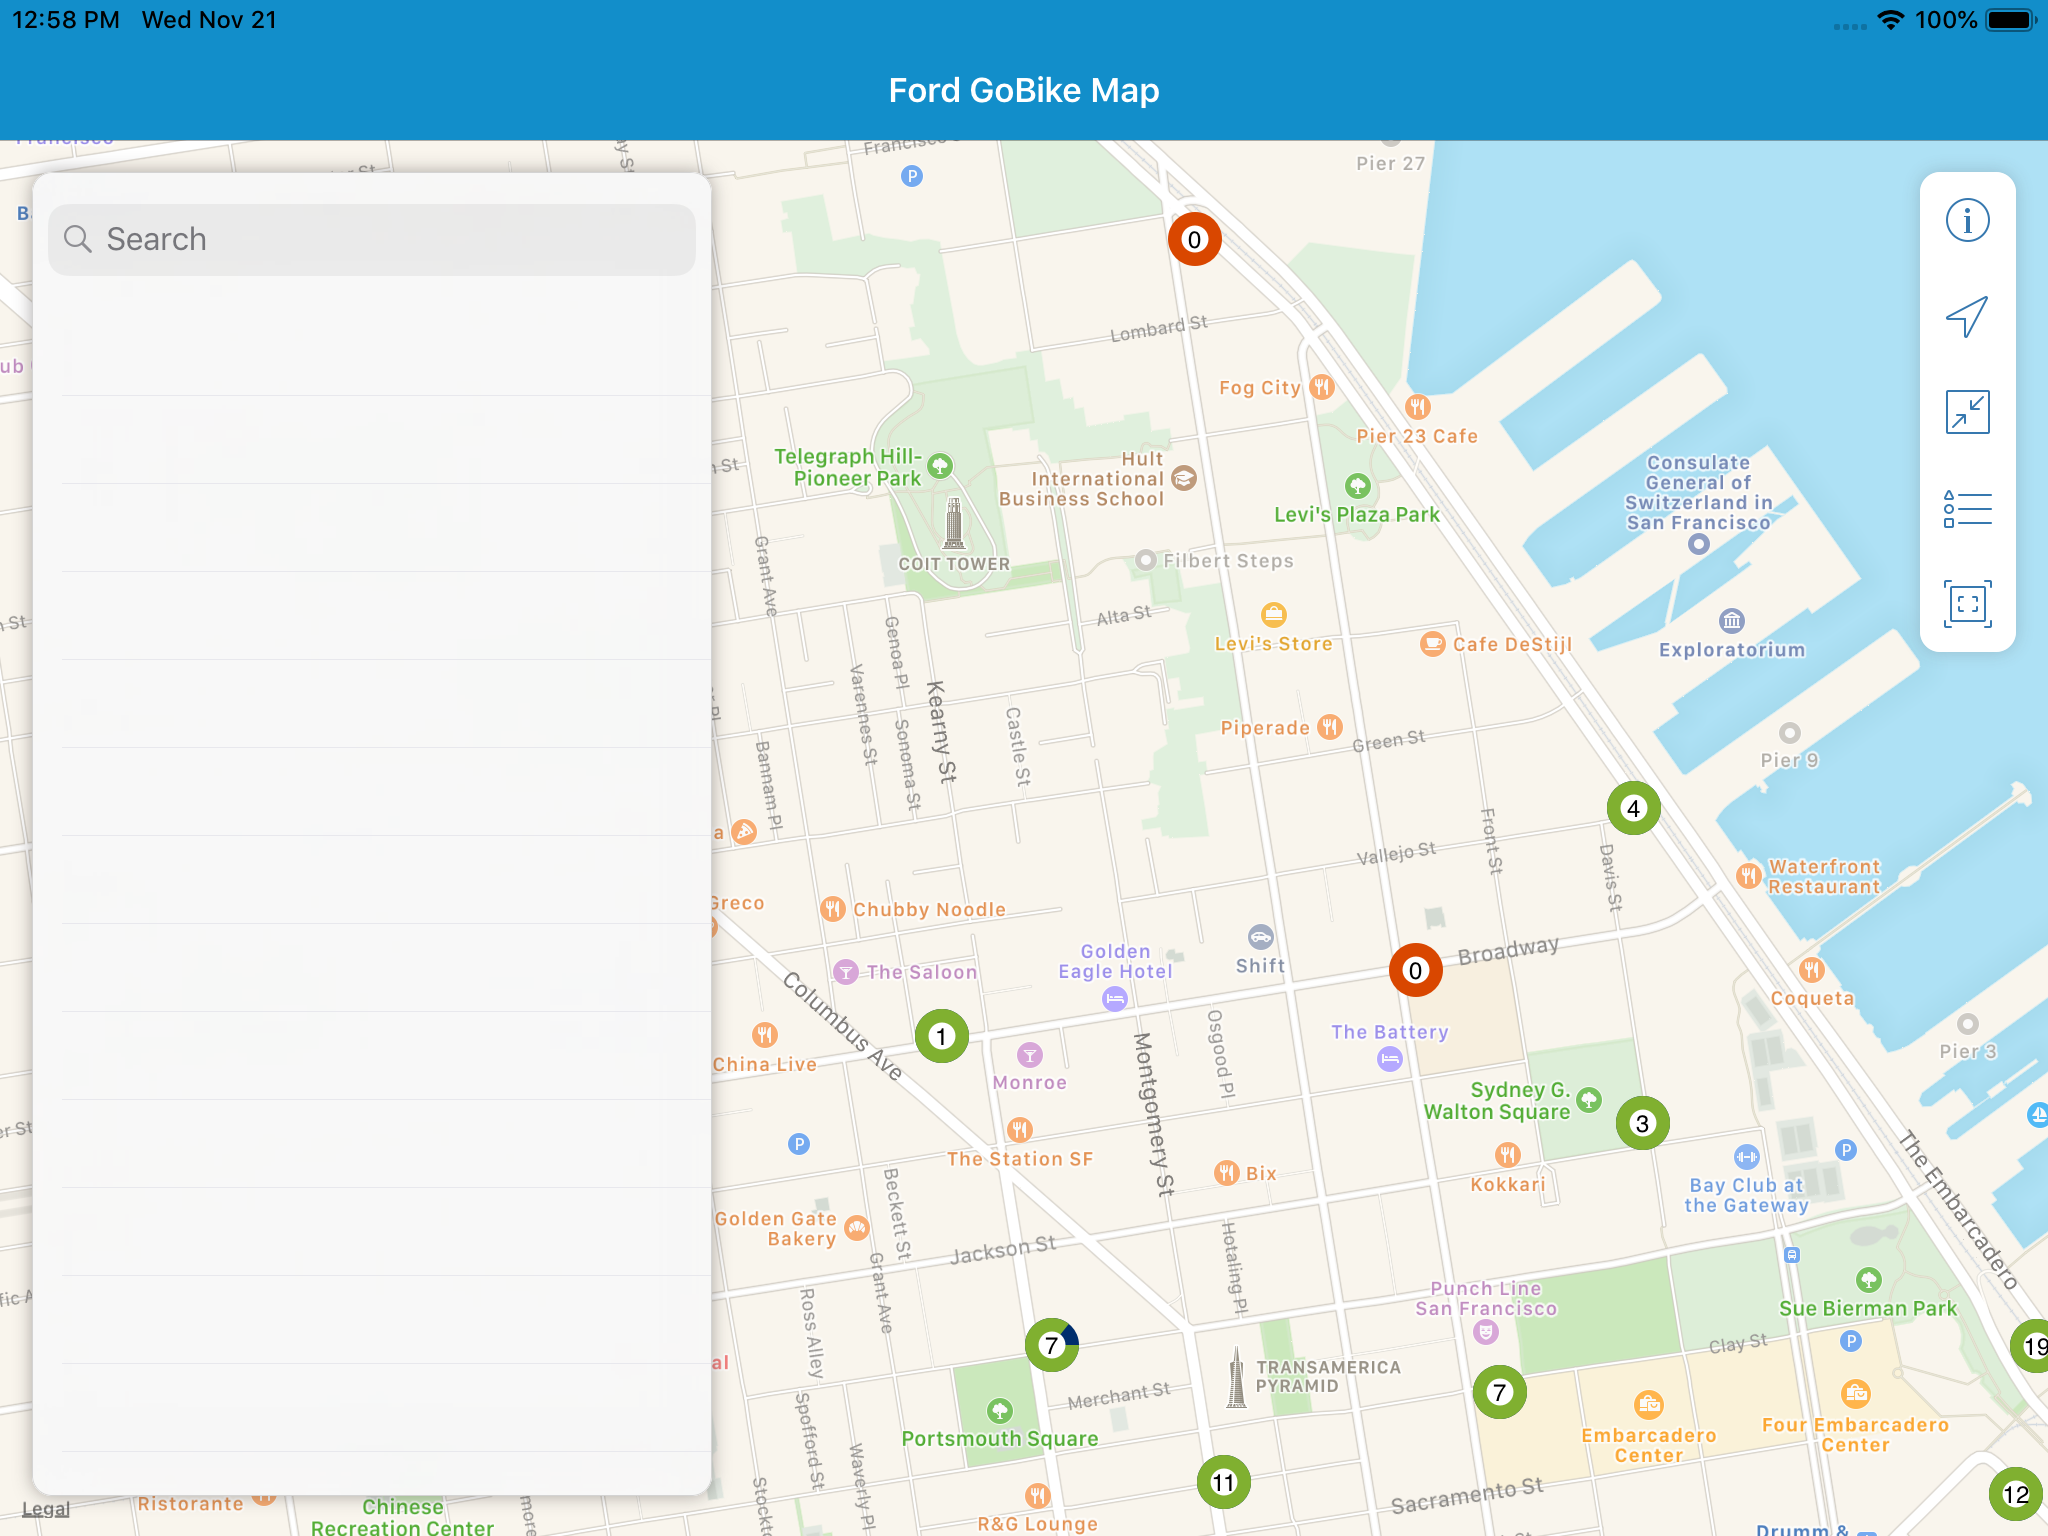 12:58 PM Wed Nov 21
100%
Ford GoBike Map
Search
Pier 27
0
Lombard St
Fog City
Pier 23 Cafe
Telegraph Hill-
Pioneer Park
Hult
International
Business School
Levi's Plaza Park
Consulate
General of
Switzerland in
San Francisco
COIT TOWER
Filbert Steps
Grant Ave
Alta St
Genoa Pl
Levi's Store
Cafe DeStijl
Exploratorium
Varennes St
Kearny St
Sonoma St
Castle St
Bannam Pl
Piperade
Green St
Pier 9
4
Front St
Vallejo St
Davis St
Waterfront
Restaurant
Greco
Chubby Noodle
Golden
Eagle Hotel
Shift
Broadway
0
The Saloon
Columbus Ave
Coqueta
1
China Live
Monroe
Montgomery St
Osgood Pl
The Battery
Pier 3
Sydney G.
Walton Square
3
P
The Station SF
Bix
Kokkari
Bay Club at
the Gateway
P
The Embarcadero
Golden Gate
Bakery
Beckett St
Grant Ave
Jackson St
Hotaling Pl
Punch Line
San Francisco
Sue Bierman Park
Ross Alley
7
TRANSAMERICA
PYRAMID
Clay St
P
19
7
Merchant St
Portsmouth Square
Spofford St
Waverly Pl
Embarcadero
Center
Four Embarcadero
Center
11
Sacramento St
12
Legal
Ristorante
Chinese
Recreation Center
R&G Lounge
Drumm &